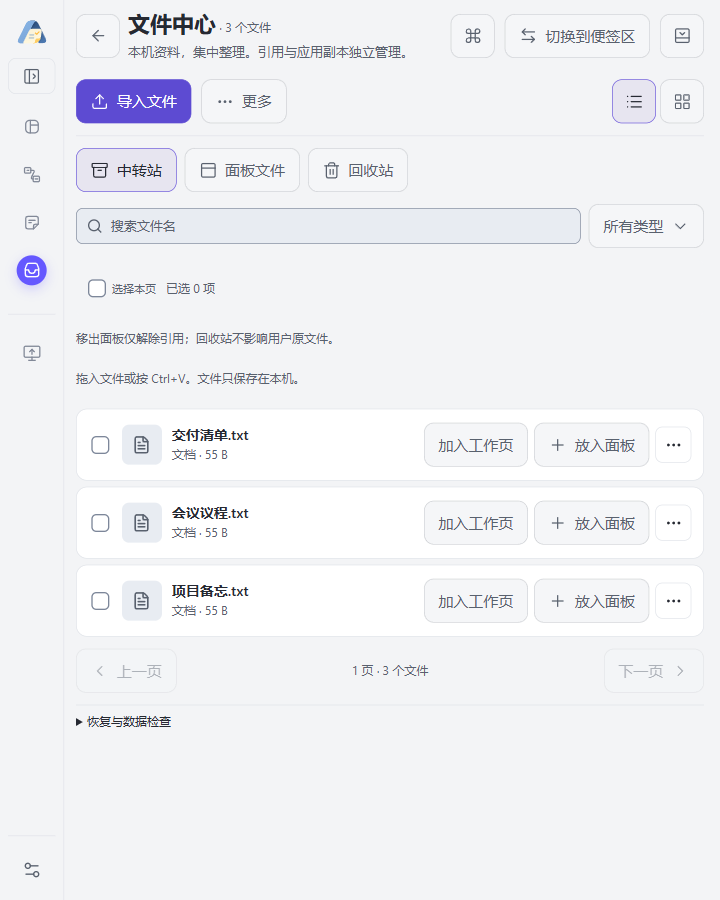 文件中心 · 3 个文件
本机资料，集中整理。引用与应用副本独立管理。
切换到便签区
导入文件
更多
中转站
面板文件
回收站
搜索文件名
所有类型
选择本页 已选 0 项
移出面板仅解除引用；回收站不影响用户原文件。
拖入文件或按 Ctrl+V。文件只保存在本机。
交付清单.txt
文档 · 55 B
加入工作页
放入面板
会议议程.txt
文档 · 55 B
加入工作页
放入面板
项目备忘.txt
文档 · 55 B
加入工作页
放入面板
上一页
1 页 · 3 个文件
下一页
恢复与数据检查